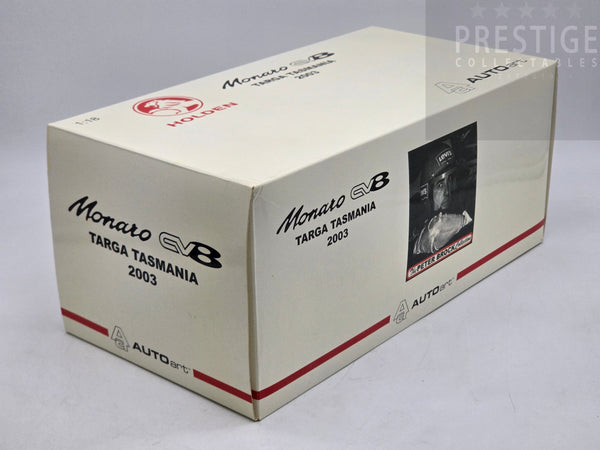 PRESTIGE
COLLECTABLES
Monaro CV8
TARGA TASMANIA
2003
AUTOart
HOLDEN
1:18
Monaro CV8
TARGA TASMANIA
2003
AUTOart
Monaro CV8
TARGA TASMANIA
2003
PETER BROCK
AUTOart